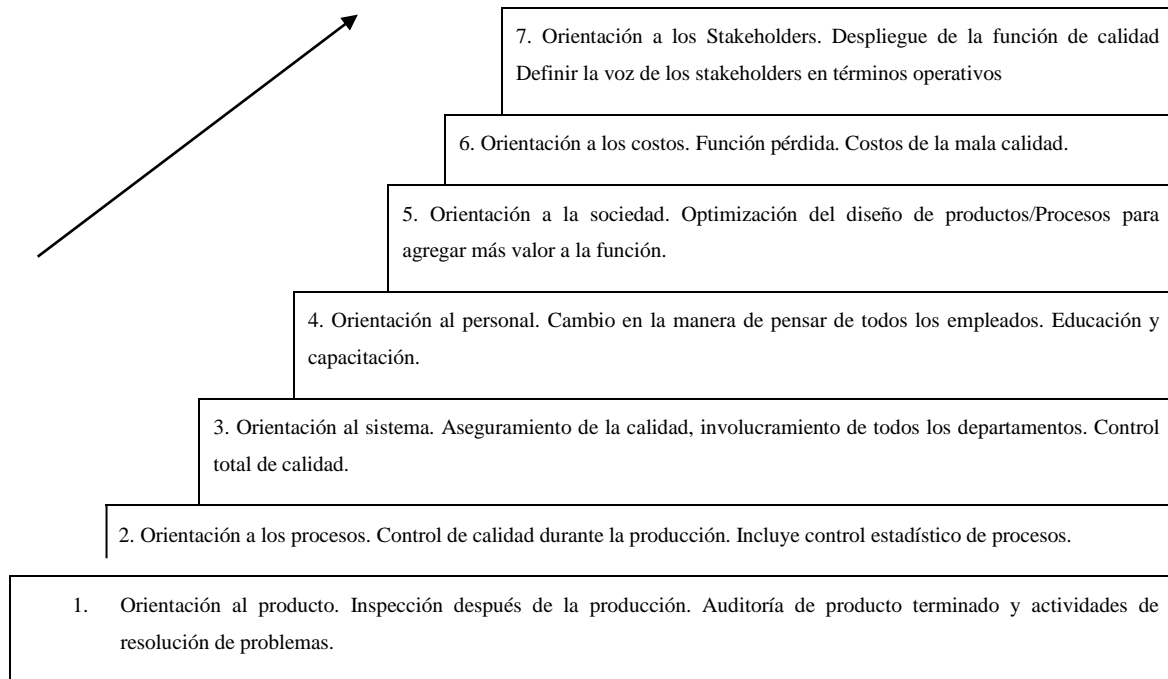 7. Orientación a los Stakeholders. Despliegue de la función de calidad
Definir la voz de los stakeholders en términos operativos
6. Orientación a los costos. Función pérdida. Costos de la mala calidad.
5. Orientación a la sociedad. Optimización del diseño de productos/Procesos para
agregar más valor a la función.
4. Orientación al personal. Cambio en la manera de pensar de todos los empleados. Educación y
capacitación.
3. Orientación al sistema. Aseguramiento de la calidad, involucramiento de todos los departamentos. Control
total de calidad.
2. Orientación a los procesos. Control de calidad durante la producción. Incluye control estadístico de procesos.
1. Orientación al producto. Inspección después de la producción. Auditoría de producto terminado y actividades de
resolución de problemas.